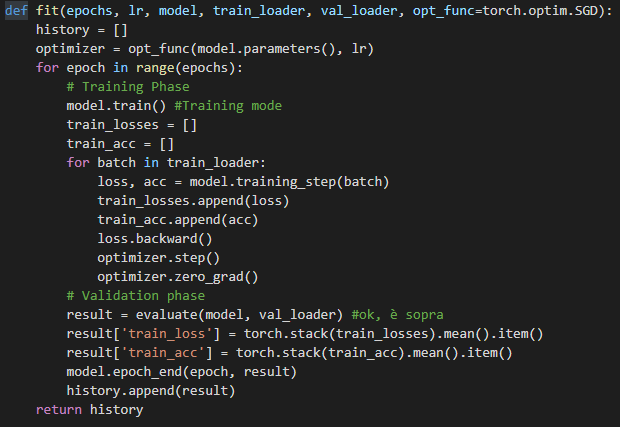 def fit(epochs, lr, model, train_loader, val_loader, opt_func=torch.optim.SGD):
    history = []
    optimizer = opt_func(model.parameters(), lr)
    for epoch in range(epochs):
        # Training Phase
        model.train() #Training mode
        train_losses = []
        train_acc = []
        for batch in train_loader:
            loss, acc = model.training_step(batch)
            train_losses.append(loss)
            train_acc.append(acc)
            loss.backward()
            optimizer.step()
            optimizer.zero_grad()
        # Validation phase
        result = evaluate(model, val_loader) #ok, è sopra
        result['train_loss'] = torch.stack(train_losses).mean().item()
        result['train_acc'] = torch.stack(train_acc).mean().item()
        model.epoch_end(epoch, result)
        history.append(result)
    return history